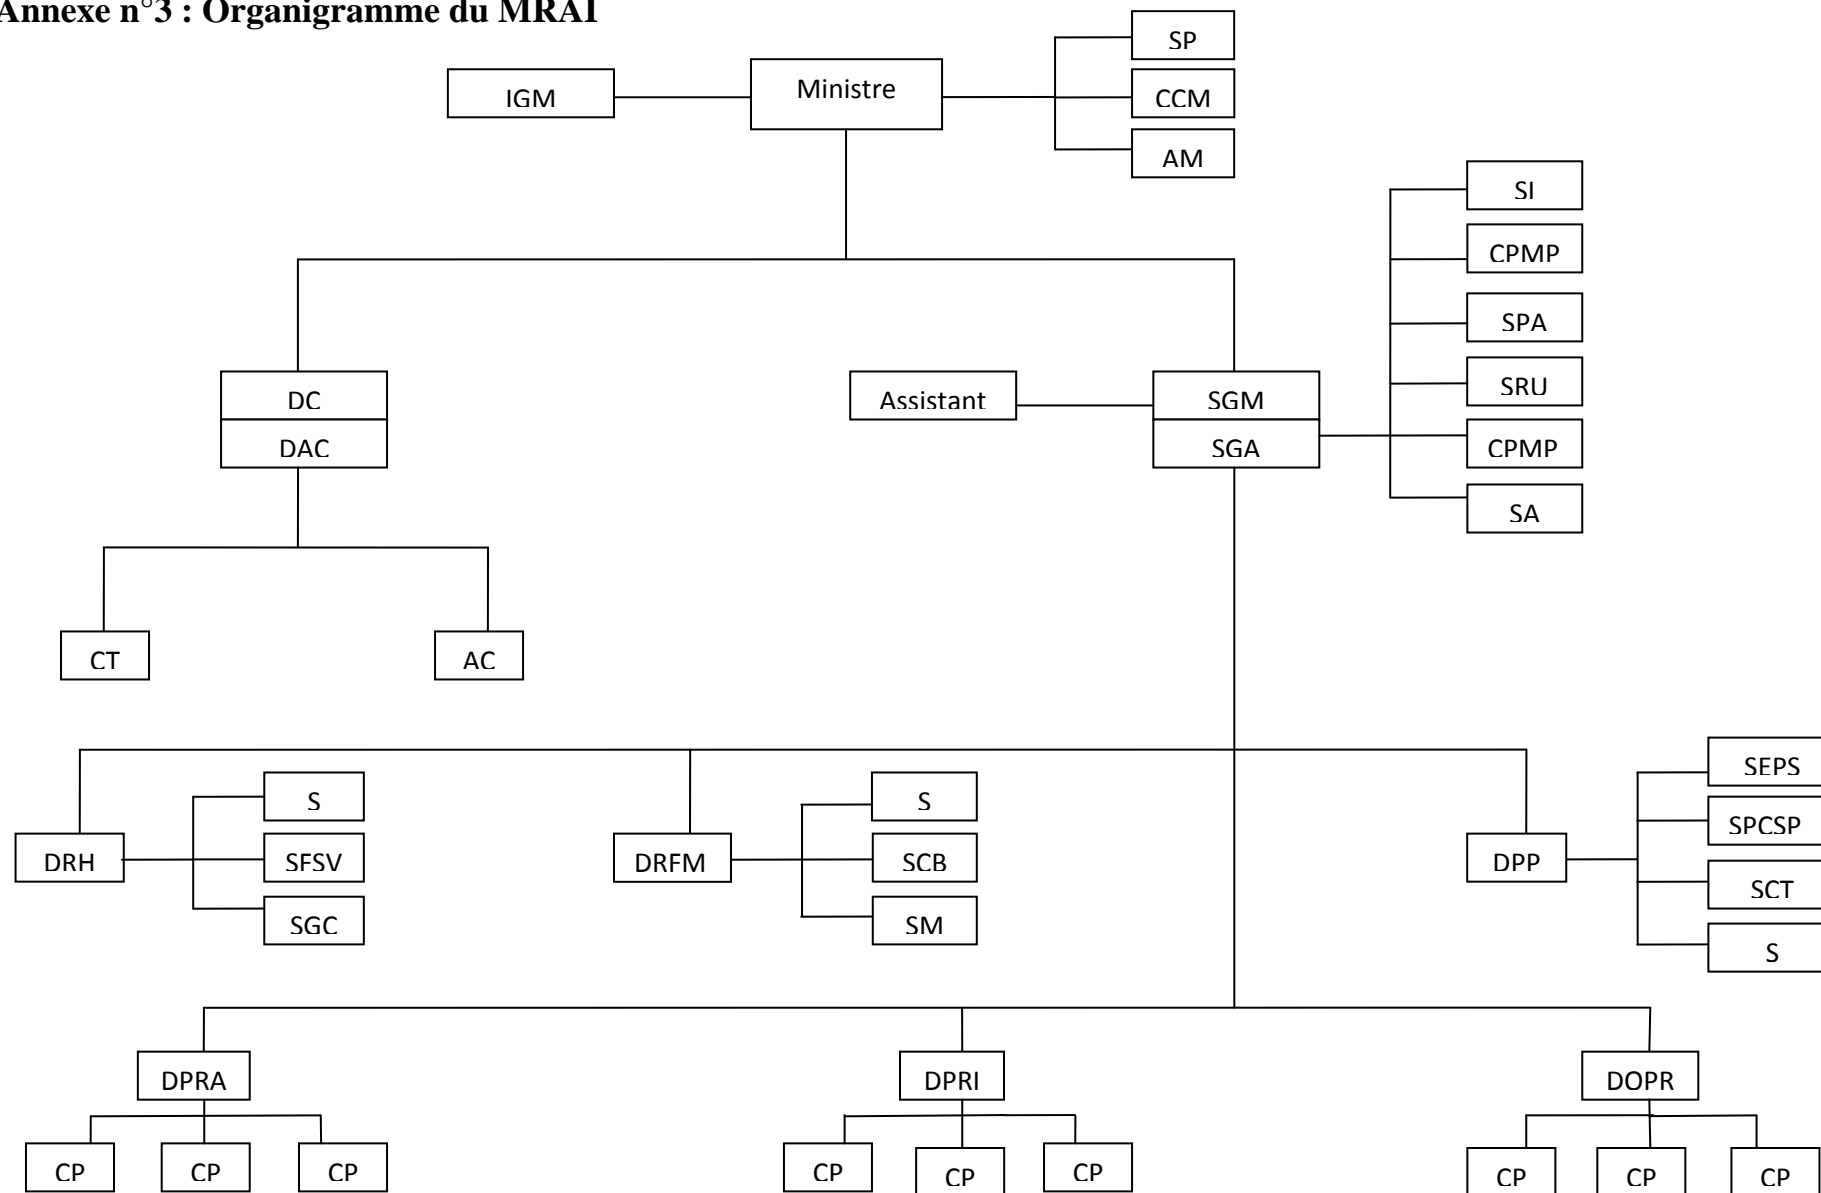 Annexe n°3 : Organigramme du MRAI
SP
IGM
Ministre
CCM
AM
SI
CPMP
SPA
DC
Assistant
SGM
SRU
DAC
SGA
CPMP
SA
CT
AC
SEPS
S
S
SPCSP
DRH
SFSV
DRFM
SCB
DPP
SCT
SGC
SM
S
DPRA
DPRI
DOPR
CP
CP
CP
CP
CP
CP
CP
CP
CP